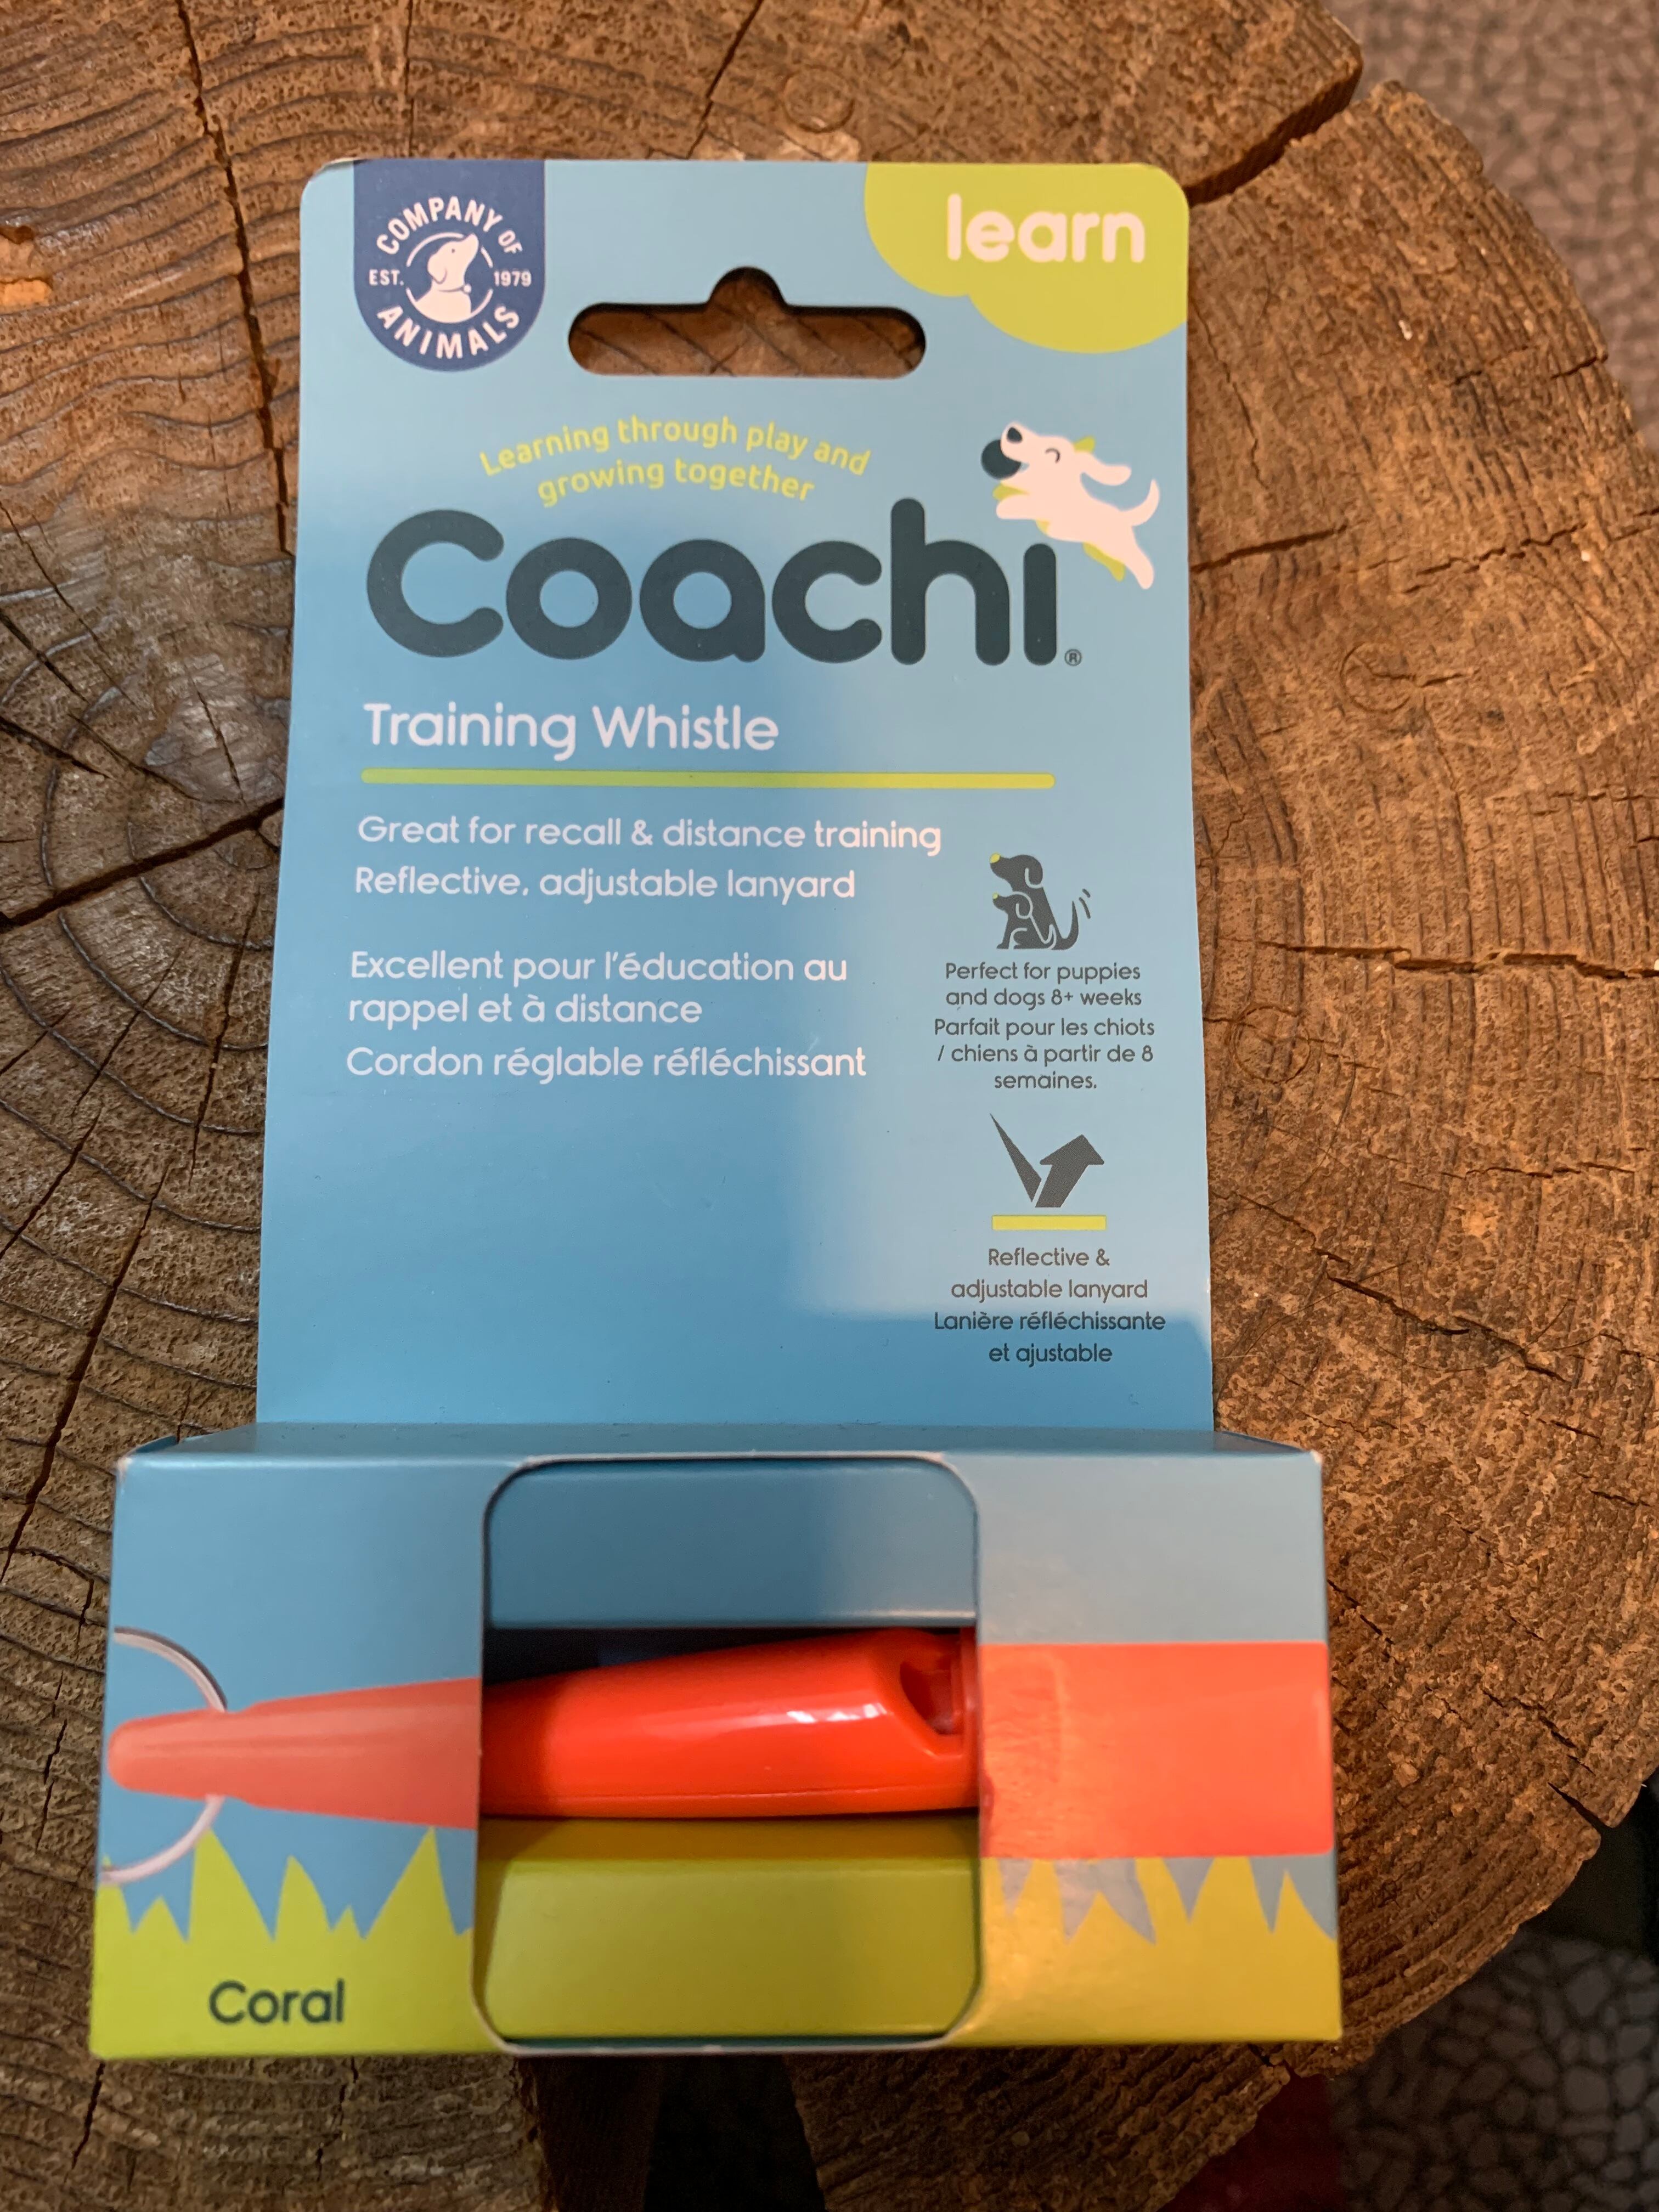 COMPANY OF
EST. 1979
ANIMALS
learn
Learning through play and
growing together
Coachi®
Training Whistle
Great for recall & distance training
Reflective, adjustable lanyard
Excellent pour l'éducation au
rappel et à distance
Cordon réglable réfléchissant
Perfect for puppies
and dogs 8+ weeks
Parfait pour les chiots
/ chiens à partir de 8
semaines.
Reflective &
adjustable lanyard
Lanière réfléchissante
et ajustable
Coral